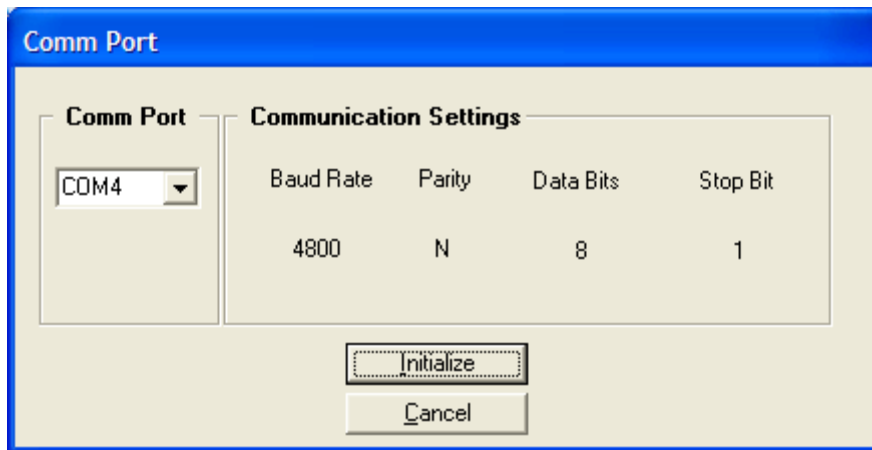 Comm Port
Comm Port
Communication Settings
COM4
Baud Rate Parity Data Bits Stop Bit
4800 N 8 1
Initialize
Cancel